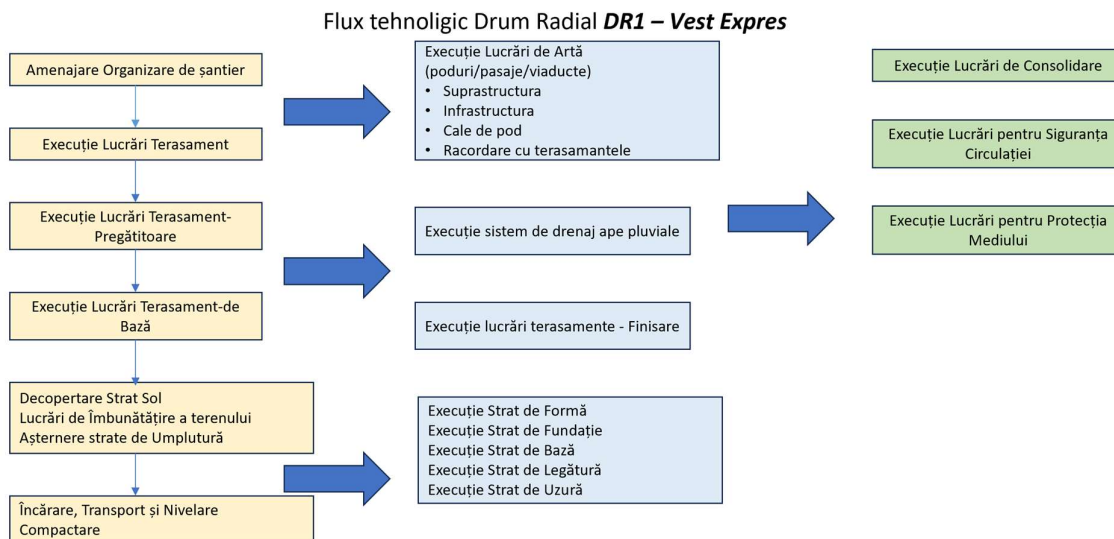 Flux tehnoligic Drum Radial DR1 – Vest Expres
Amenajare Organizare de șantier
Execuție Lucrări Terasament
Execuție Lucrări Terasament-
Pregătitoare
Execuție Lucrări Terasament-de
Bază
Decopertare Strat Sol
Lucrări de Îmbunătățire a terenului
Așternere strate de Umplutură
Încărare, Transport și Nivelare
Compactare
Execuție Lucrări de Artă
(poduri/pasaje/viaducte)
• Suprastructura
• Infrastructura
• Cale de pod
• Racordare cu terasamantele
Execuție sistem de drenaj ape pluviale
Execuție lucrări terasamente - Finisare
Execuție Strat de Formă
Execuție Strat de Fundație
Execuție Strat de Bază
Execuție Strat de Legătură
Execuție Strat de Uzură
Execuție Lucrări de Consolidare
Execuție Lucrări pentru Siguranța
Circulației
Execuție Lucrări pentru Protecția
Mediului